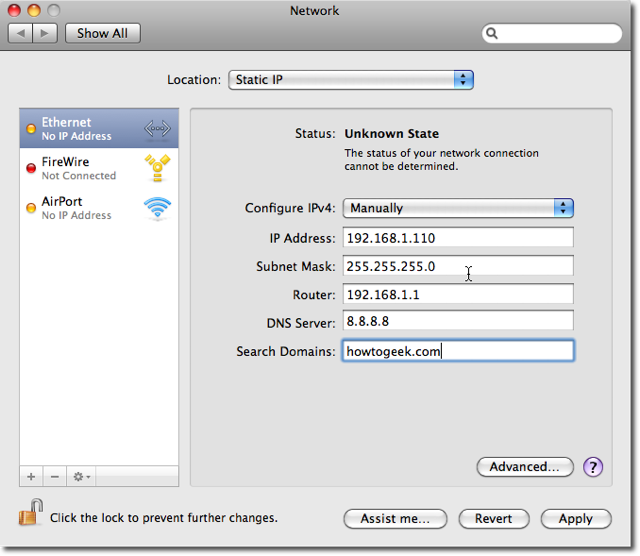 Network
Show All
Location: Static IP
Ethernet
No IP Address
FireWire
Not Connected
AirPort
No IP Address
Status: Unknown State
The status of your network connection
cannot be determined.
Configure IPv4: Manually
IP Address: 192.168.1.110
Subnet Mask: 255.255.255.0
Router: 192.168.1.1
DNS Server: 8.8.8.8
Search Domains: howtogeek.com
Advanced... ?
Click the lock to prevent further changes.
Assist me... Revert Apply